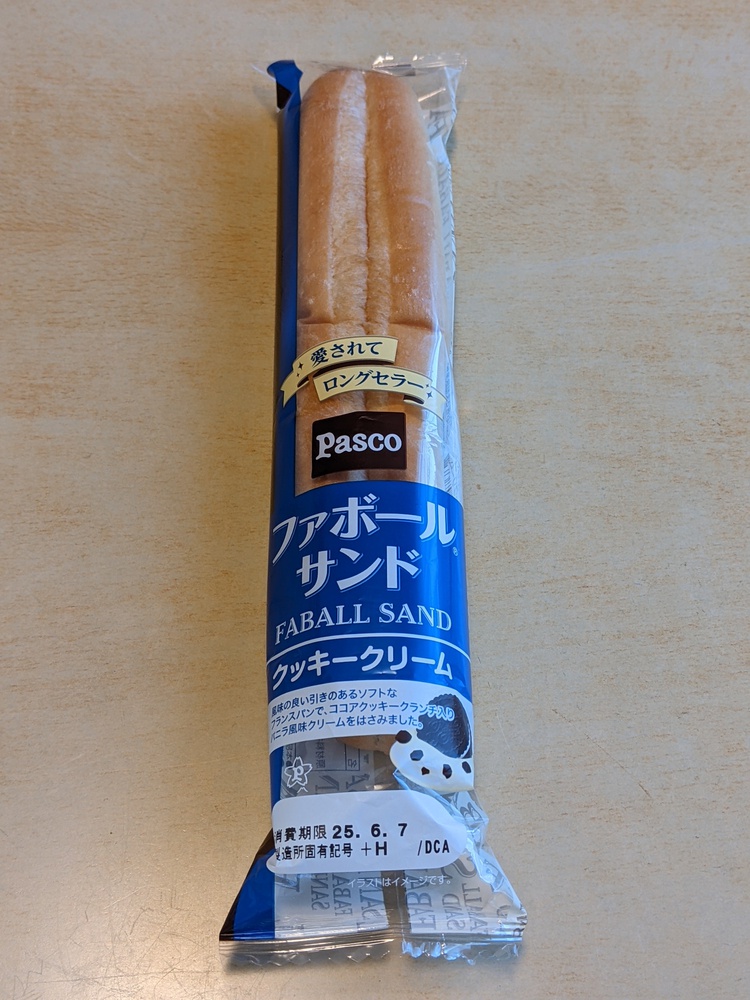 愛されて
ロングセラー
Pasco
ファボール®
サンド
FABALL SAND
クッキークリーム
風味の良い引きのあるソフトな
フランスパンで、ココアクッキークランチ入り
バニラ風味クリームをはさみました。
消費期限 25. 6. 7
製造所固有記号 +H /DCA
イラストはイメージです。